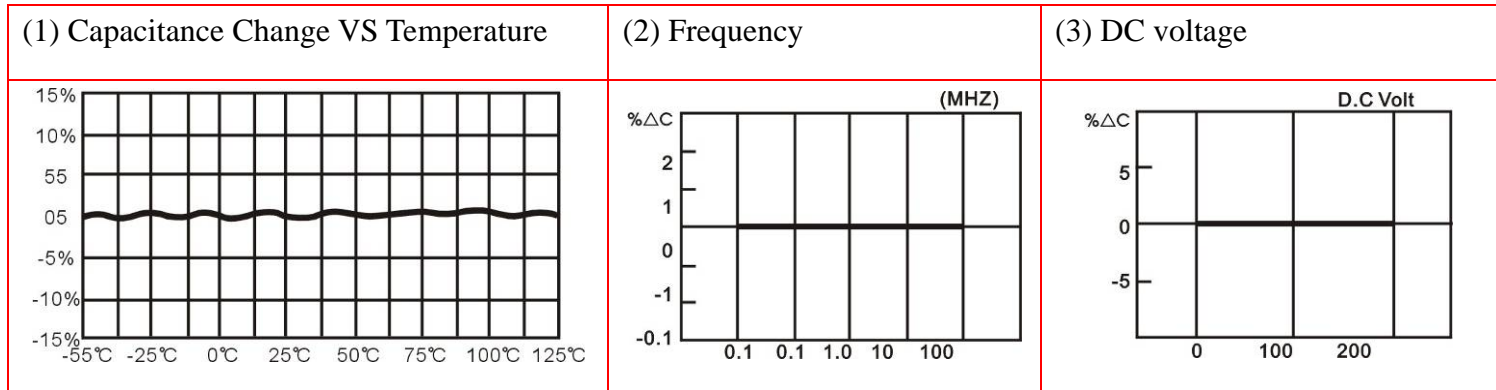 (1) Capacitance Change VS Temperature
(2) Frequency
(3) DC voltage
15%
10%
55
05
-5%
-10%
-15%
-55℃ -25℃ 0℃ 25℃ 50℃ 75℃ 100℃ 125℃
(MHZ)
%△C
2
1
0
-1
-0.1
0.1 0.1 1.0 10 100
D.C Volt
%△C
5
0
-5
0 100 200